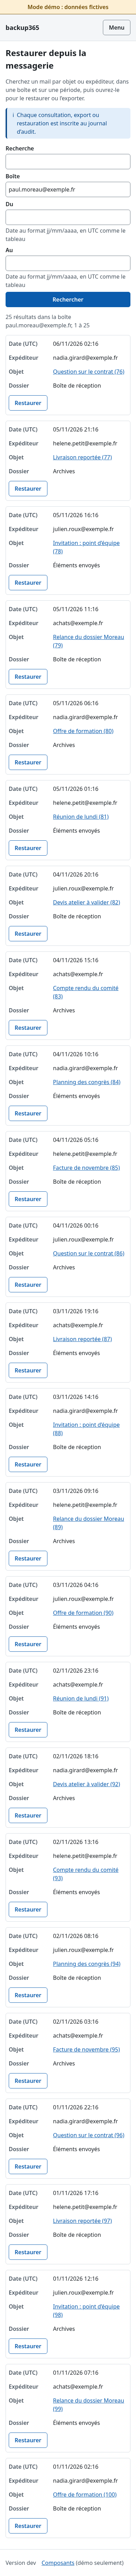 Mode démo : données fictives
backup365
Menu
Restaurer depuis la
messagerie
Cherchez un mail par objet ou expéditeur, dans
une boîte et sur une période, puis ouvrez-le
pour le restaurer ou l'exporter.
i Chaque consultation, export ou
restauration est inscrite au journal
d'audit.
Recherche
Boîte
paul.moreau@exemple.fr
Du
Date au format jj/mm/aaaa, en UTC comme le
tableau
Au
Date au format jj/mm/aaaa, en UTC comme le
tableau
Rechercher
25 résultats dans la boîte
paul.moreau@exemple.fr, 1 à 25
Date (UTC) 06/11/2026 02:16
Expéditeur nadia.girard@exemple.fr
Objet Question sur le contrat (76)
Dossier Boîte de réception
Restaurer
Date (UTC) 05/11/2026 21:16
Expéditeur helene.petit@exemple.fr
Objet Livraison reportée (77)
Dossier Archives
Restaurer
Date (UTC) 05/11/2026 16:16
Expéditeur julien.roux@exemple.fr
Objet Invitation : point d'équipe
(78)
Dossier Éléments envoyés
Restaurer
Date (UTC) 05/11/2026 11:16
Expéditeur achats@exemple.fr
Objet Relance du dossier Moreau
(79)
Dossier Boîte de réception
Restaurer
Date (UTC) 05/11/2026 06:16
Expéditeur nadia.girard@exemple.fr
Objet Offre de formation (80)
Dossier Archives
Restaurer
Date (UTC) 05/11/2026 01:16
Expéditeur helene.petit@exemple.fr
Objet Réunion de lundi (81)
Dossier Éléments envoyés
Restaurer
Date (UTC) 04/11/2026 20:16
Expéditeur julien.roux@exemple.fr
Objet Devis atelier à valider (82)
Dossier Boîte de réception
Restaurer
Date (UTC) 04/11/2026 15:16
Expéditeur achats@exemple.fr
Objet Compte rendu du comité
(83)
Dossier Archives
Restaurer
Date (UTC) 04/11/2026 10:16
Expéditeur nadia.girard@exemple.fr
Objet Planning des congrès (84)
Dossier Éléments envoyés
Restaurer
Date (UTC) 04/11/2026 05:16
Expéditeur helene.petit@exemple.fr
Objet Facture de novembre (85)
Dossier Boîte de réception
Restaurer
Date (UTC) 04/11/2026 00:16
Expéditeur julien.roux@exemple.fr
Objet Question sur le contrat (86)
Dossier Archives
Restaurer
Date (UTC) 03/11/2026 19:16
Expéditeur achats@exemple.fr
Objet Livraison reportée (87)
Dossier Éléments envoyés
Restaurer
Date (UTC) 03/11/2026 14:16
Expéditeur nadia.girard@exemple.fr
Objet Invitation : point d'équipe
(88)
Dossier Boîte de réception
Restaurer
Date (UTC) 03/11/2026 09:16
Expéditeur helene.petit@exemple.fr
Objet Relance du dossier Moreau
(89)
Dossier Archives
Restaurer
Date (UTC) 03/11/2026 04:16
Expéditeur julien.roux@exemple.fr
Objet Offre de formation (90)
Dossier Éléments envoyés
Restaurer
Date (UTC) 02/11/2026 23:16
Expéditeur achats@exemple.fr
Objet Réunion de lundi (91)
Dossier Boîte de réception
Restaurer
Date (UTC) 02/11/2026 18:16
Expéditeur nadia.girard@exemple.fr
Objet Devis atelier à valider (92)
Dossier Archives
Restaurer
Date (UTC) 02/11/2026 13:16
Expéditeur helene.petit@exemple.fr
Objet Compte rendu du comité
(93)
Dossier Éléments envoyés
Restaurer
Date (UTC) 02/11/2026 08:16
Expéditeur julien.roux@exemple.fr
Objet Planning des congrès (94)
Dossier Boîte de réception
Restaurer
Date (UTC) 02/11/2026 03:16
Expéditeur achats@exemple.fr
Objet Facture de novembre (95)
Dossier Archives
Restaurer
Date (UTC) 01/11/2026 22:16
Expéditeur nadia.girard@exemple.fr
Objet Question sur le contrat (96)
Dossier Éléments envoyés
Restaurer
Date (UTC) 01/11/2026 17:16
Expéditeur helene.petit@exemple.fr
Objet Livraison reportée (97)
Dossier Boîte de réception
Restaurer
Date (UTC) 01/11/2026 12:16
Expéditeur julien.roux@exemple.fr
Objet Invitation : point d'équipe
(98)
Dossier Archives
Restaurer
Date (UTC) 01/11/2026 07:16
Expéditeur achats@exemple.fr
Objet Relance du dossier Moreau
(99)
Dossier Éléments envoyés
Restaurer
Date (UTC) 01/11/2026 02:16
Expéditeur nadia.girard@exemple.fr
Objet Offre de formation (100)
Dossier Boîte de réception
Restaurer
Version dev Composants (démo seulement)